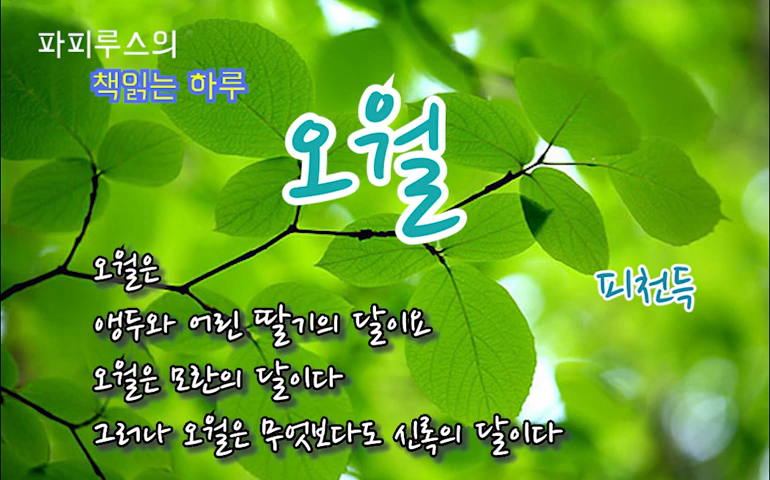 파피루스의
책읽는 하루
오월
피천득
오월은
앵두와 어린 딸기의 달이요
오월은 모란의 달이다
그러나 오월은 무엇보다도 신록의 달이다